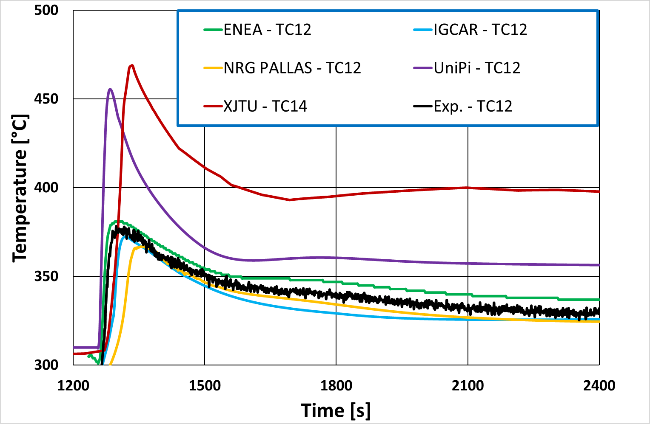 500
450
400
350
300
Temperature [°C]
ENEA - TC12
IGCAR - TC12
NRG PALLAS - TC12
UniPi - TC12
XJTU - TC14
Exp. - TC12
1200
1500
1800
2100
2400
Time [s]